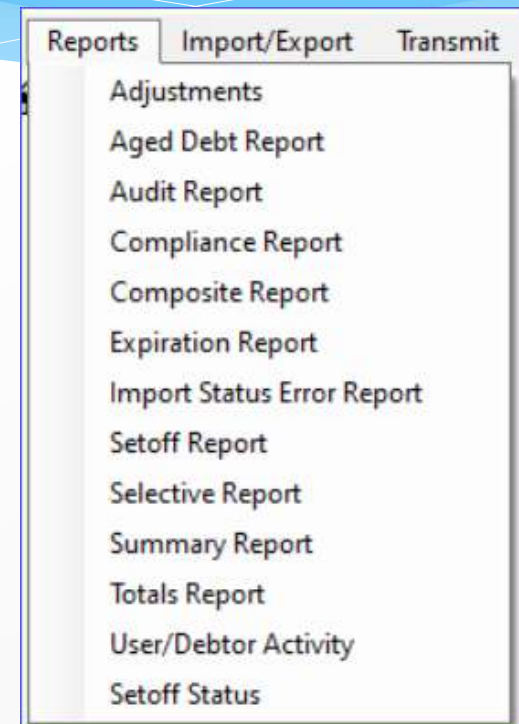 Reports Import/Export Transmit
Adjustments
Aged Debt Report
Audit Report
Compliance Report
Composite Report
Expiration Report
Import Status Error Report
Setoff Report
Selective Report
Summary Report
Totals Report
User/Debtor Activity
Setoff Status